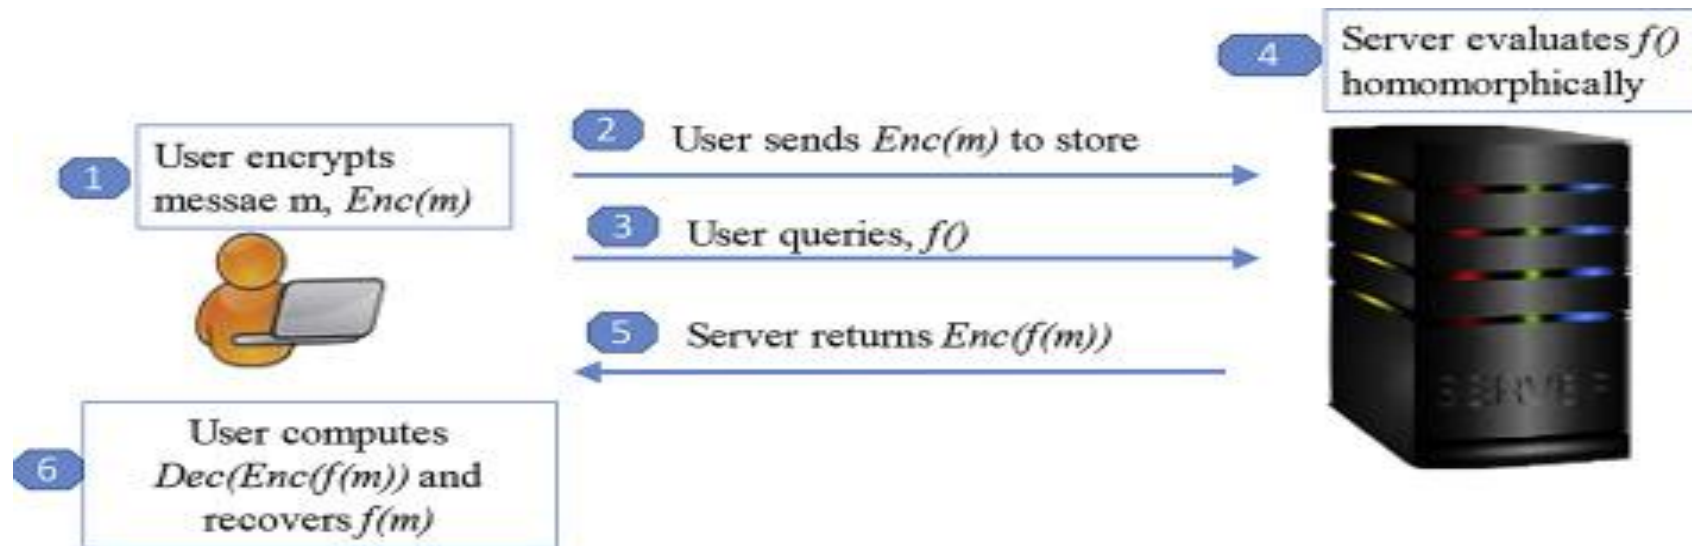 4
Server evaluates f()
homomorphically
2
User sends Enc(m) to store
1
User encrypts
messae m, Enc(m)
3
User queries, f()
5
Server returns Enc(f(m))
SERVER
6
User computes
Dec(Enc(f(m)) and
recovers f(m)